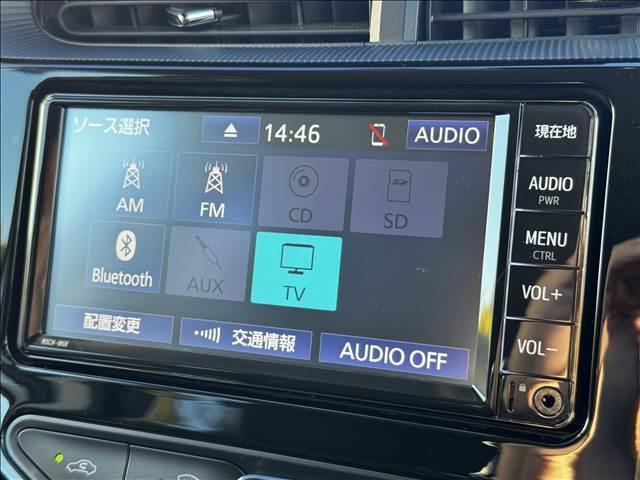 ソース選択
▲ 14:46
AUDIO
AM
FM
CD
SD
Bluetooth
AUX
TV
配置変更
交通情報
AUDIO OFF
NSCN-W68
現在地
AUDIO
PWR
MENU
CTRL
VOL+
VOL−